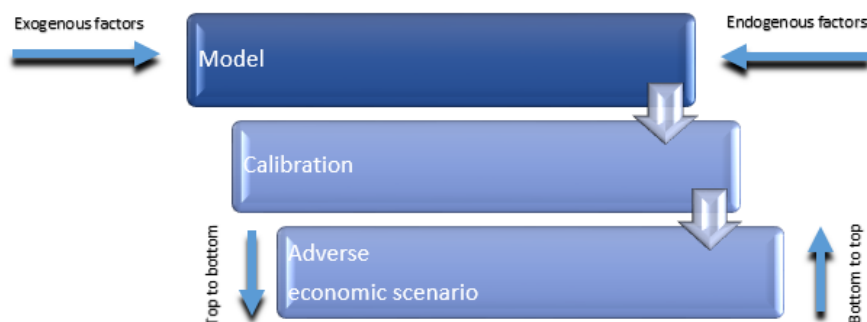 Exogenous factors
Endogenous factors
Model
Calibration
Top to bottom
Adverse
economic scenario
Bottom to top